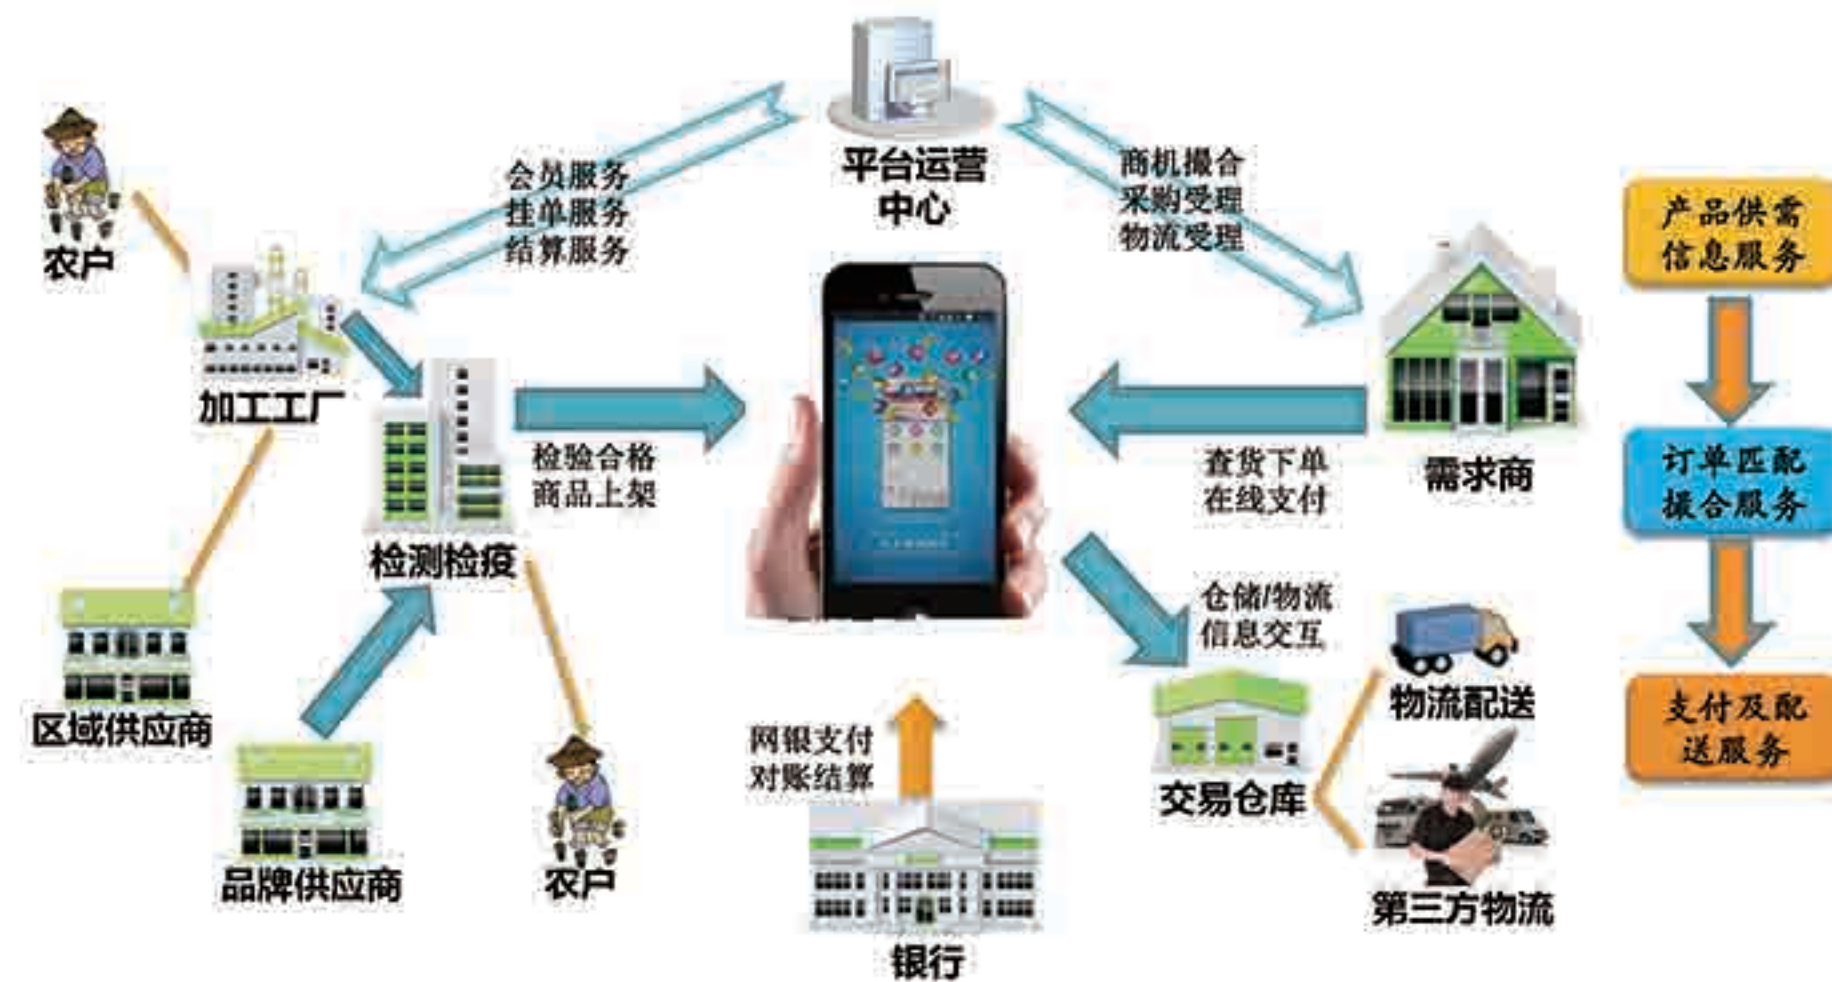 平台运营
中心
会员服务
挂单服务
结算服务
商机撮合
采购受理
物流受理
农户
加工工厂
检测检疫
检验合格
商品上架
查货下单
在线支付
需求商
区域供应商
品牌供应商
农户
网银支付
对账结算
银行
仓储/物流
信息交互
交易仓库
物流配送
第三方物流
产品供需
信息服务
订单匹配
撮合服务
支付及配
送服务